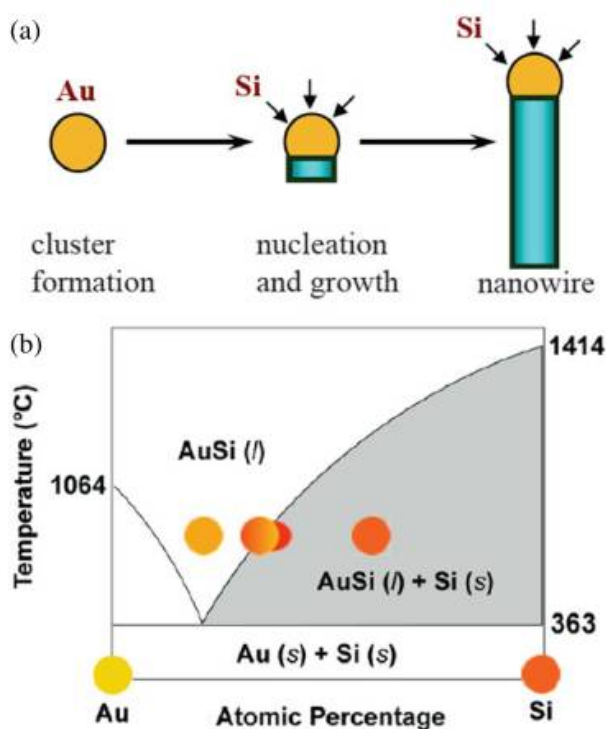 (a)
Au
Si
Si
cluster
formation
nucleation
and growth
nanowire
(b)
1414
AuSi (l)
1064
Temperature (°C)
AuSi (l) + Si (s)
363
Au (s) + Si (s)
Au
Atomic Percentage
Si